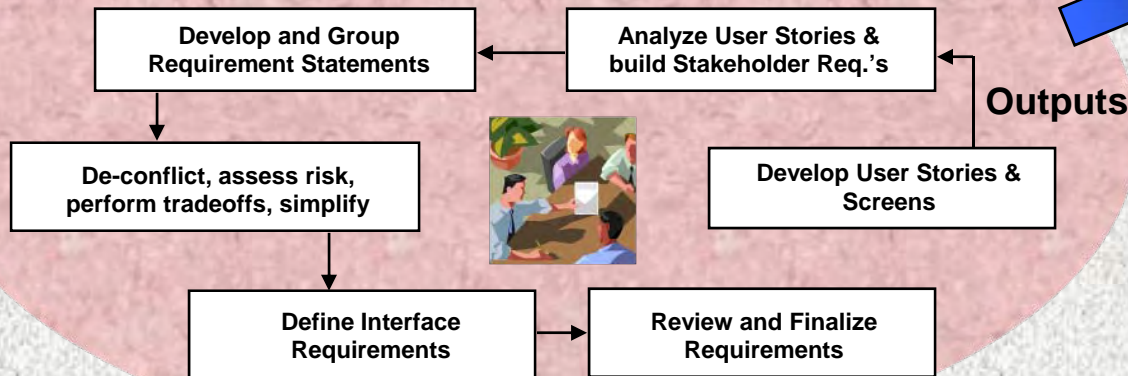 Develop and Group
Requirement Statements
Analyze User Stories &
build Stakeholder Req.'s
Outputs
De-conflict, assess risk,
perform tradeoffs, simplify
Develop User Stories &
Screens
Define Interface
Requirements
Review and Finalize
Requirements